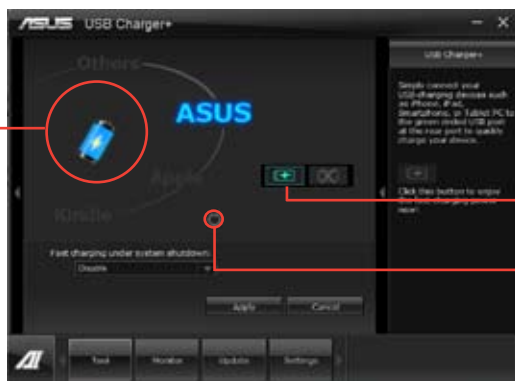 ASUS USB Charger+
USB Charger+
Others
ASUS
Apple
Kindle
Simply connect your
USB-charging devices such
as iPhone, iPad,
Smartphone, or Tablet PC to
the green ended USB port
at the rear port to quickly
charge your device.
Click this button to enjoy
the fast charging power
now!
Fast charging under system shutdown:
Disable
Apply
Cancel
AI
Tool
Monitor
Update
Settings